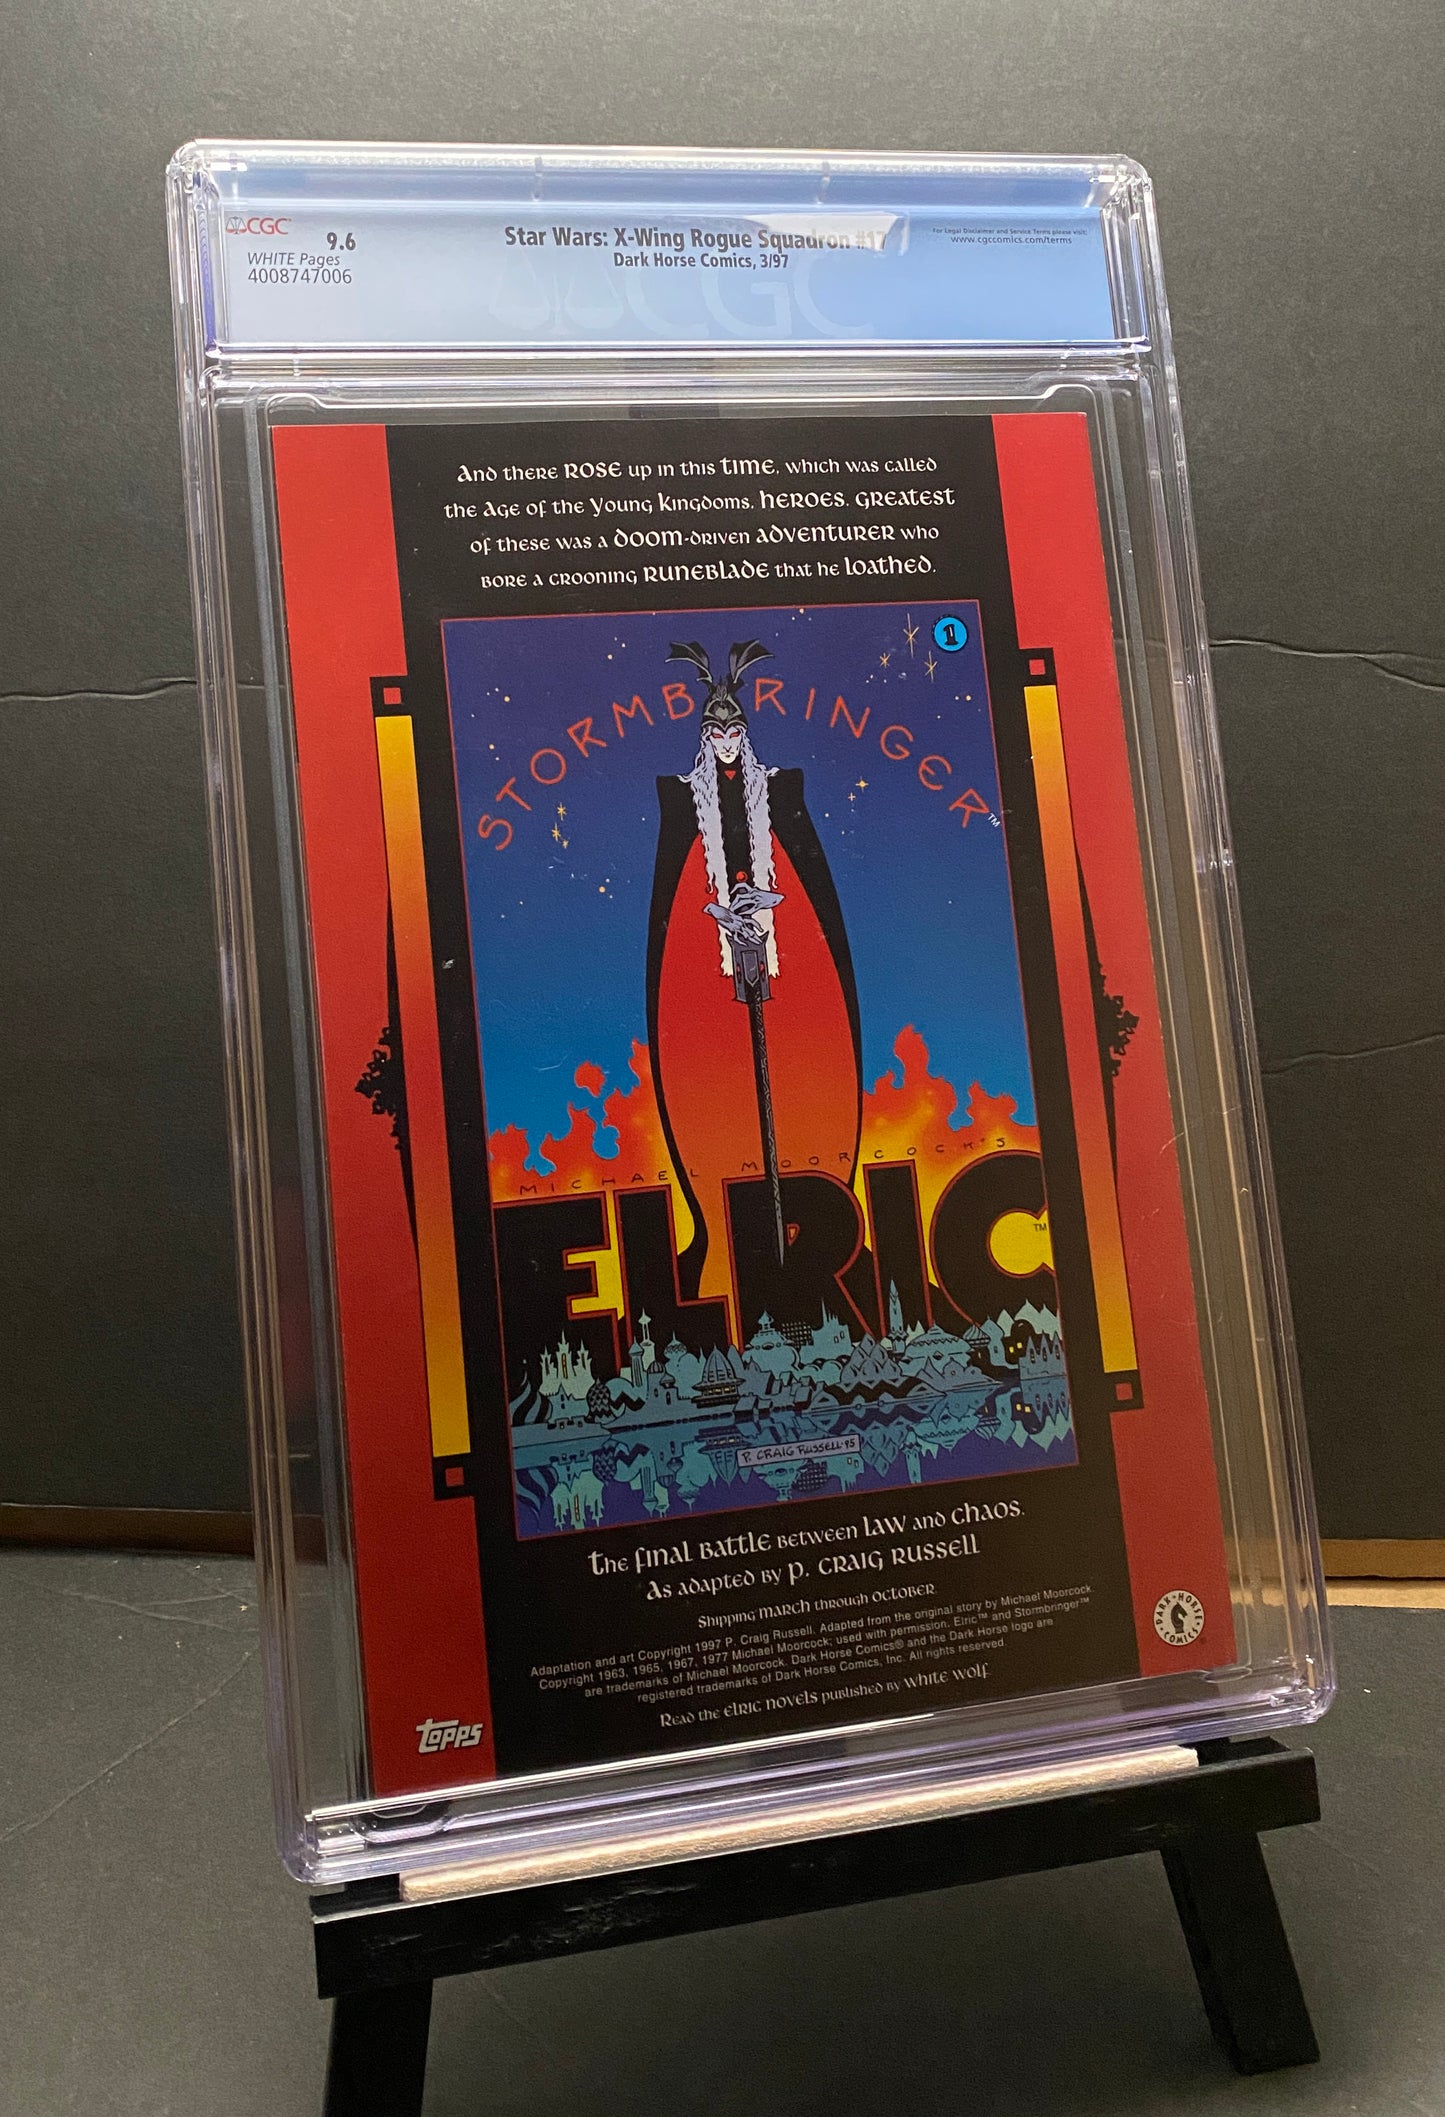 CGC
9.6
WHITE Pages
4008747006
Star Wars: X-Wing Rogue Squadron #17
Dark Horse Comics, 3/97
For Legal Disclaimer and Service Terms please visit:
www.cgccomics.com/terms
CGC
And there ROSE up in this TIME, which was called
the Age of the Young Kingdoms, HEROES. GREATEST
of these was a DOOM-DRIVEN ADVENTURER who
BORE A CROONING RUNEBLADE that he LOATHED.
1
STORMBRINGER™
MICHAEL MOORCOCK'S
ELRIC™
P. CRAIG RUSSELL·95
The FINAL BATTLE BETWEEN LAW AND CHAOS.
As ADAPTED BY P. CRAIG RUSSELL
Shipping MARCH through OCTOBER.
Adaptation and art Copyright 1997 P. Craig Russell. Adapted from the original story by Michael Moorcock.
Copyright 1963, 1965, 1967, 1977 Michael Moorcock; used with permission. Elric™ and Stormbringer™
are trademarks of Michael Moorcock. Dark Horse Comics® and the Dark Horse logo are
registered trademarks of Dark Horse Comics, Inc. All rights reserved.
Read the ELRIC NOVELS published by WHITE WOLF
TOPPS
DARK HORSE COMICS